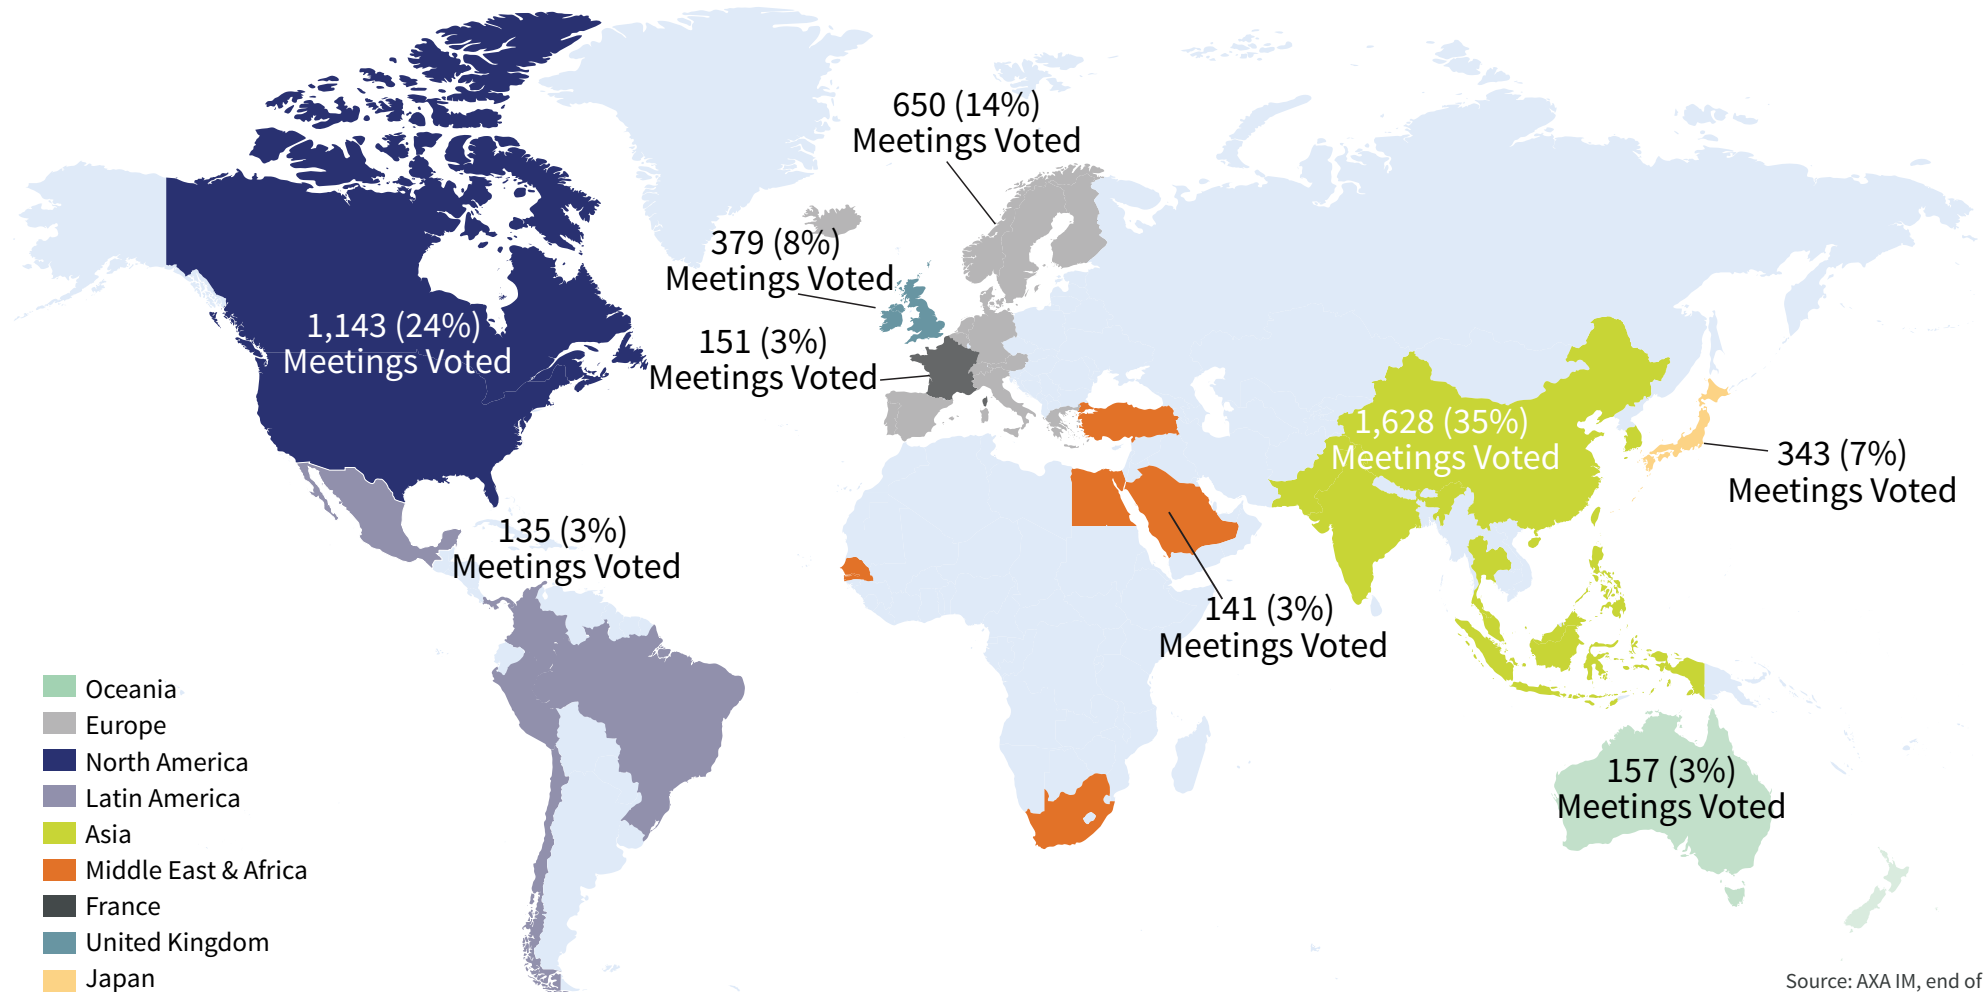 650 (14%)
Meetings Voted
379 (8%)
Meetings Voted
1,143 (24%)
Meetings Voted
151 (3%)
Meetings Voted
1,628 (35%)
Meetings Voted
343 (7%)
Meetings Voted
135 (3%)
Meetings Voted
141 (3%)
Meetings Voted
157 (3%)
Meetings Voted
Oceania
Europe
North America
Latin America
Asia
Middle East & Africa
France
United Kingdom
Japan
Source: AXA IM, end of